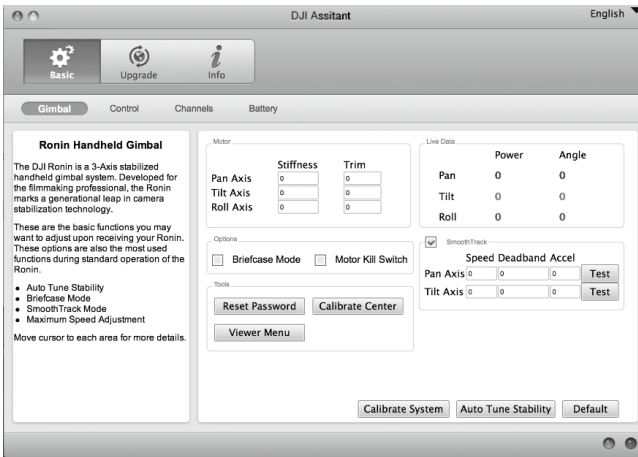 DJI Assitant
English
Basic
Upgrade
Info
Gimbal
Control
Channels
Battery
Ronin Handheld Gimbal
The DJI Ronin is a 3-Axis stabilized
handheld gimbal system. Developed for
the filmmaking professional, the Ronin
marks a generational leap in camera
stabilization technology.
These are the basic functions you may
want to adjust upon receiving your Ronin.
These options are also the most used
functions during standard operation of the
Ronin.
• Auto Tune Stability
• Briefcase Mode
• SmoothTrack Mode
• Maximum Speed Adjustment
Move cursor to each area for more details.
Motor
Stiffness Trim
Pan Axis 0 0
Tilt Axis 0 0
Roll Axis 0 0
Options
Briefcase Mode Motor Kill Switch
Tools
Reset Password Calibrate Center
Viewer Menu
Live Data
Power Angle
Pan 0 0
Tilt 0 0
Roll 0 0
SmoothTrack
Speed Deadband Accel
Pan Axis 0 0 0 Test
Tilt Axis 0 0 0 Test
Calibrate System Auto Tune Stability Default